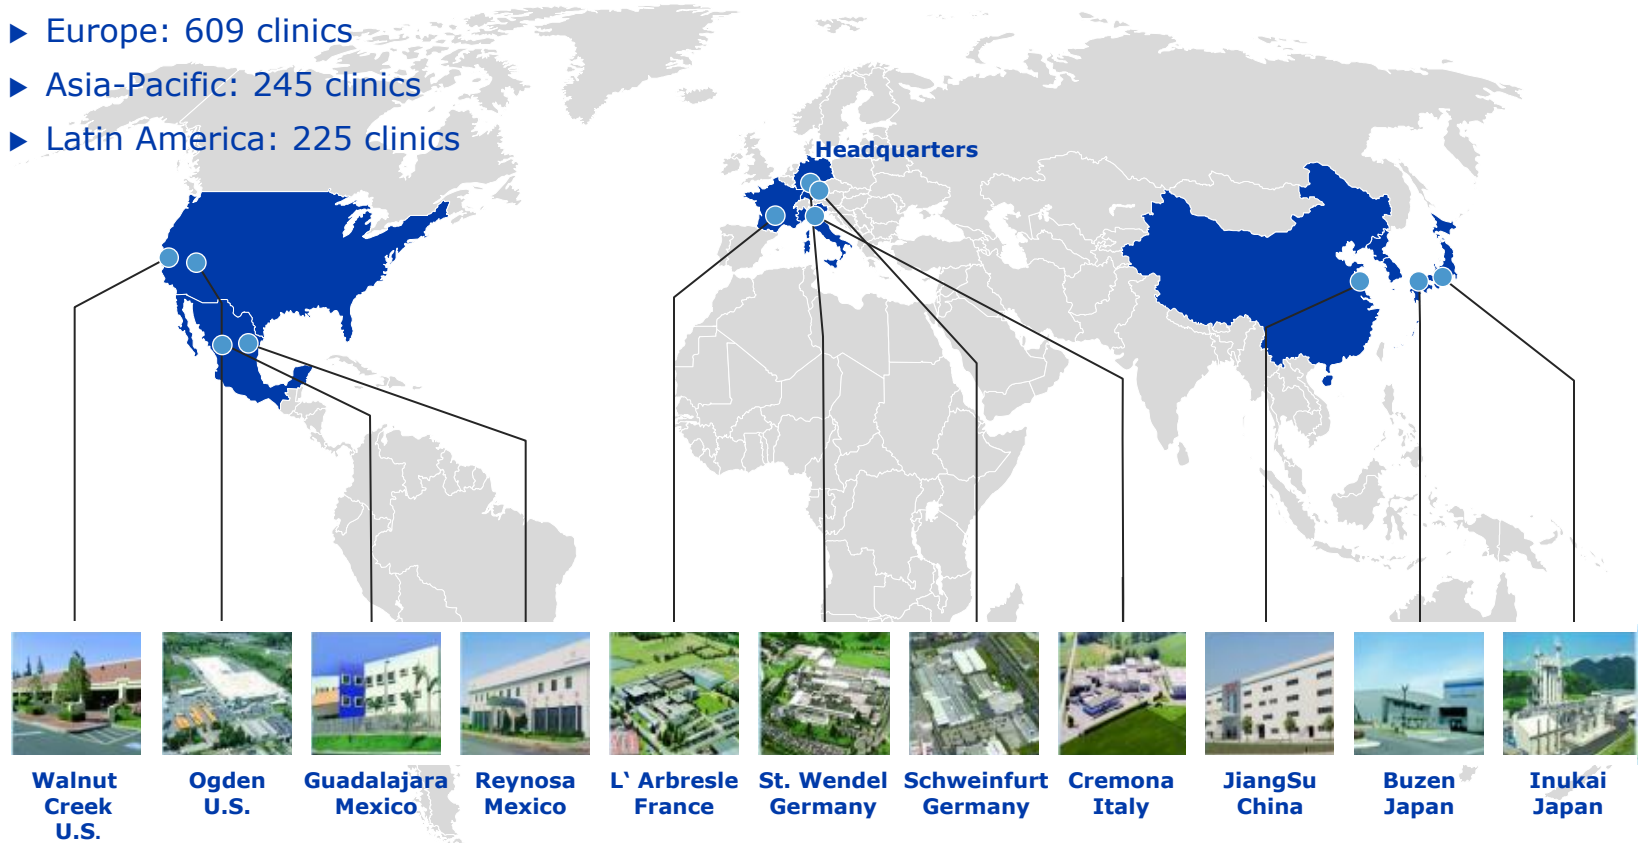 ► Europe: 609 clinics
► Asia-Pacific: 245 clinics
► Latin America: 225 clinics
Headquarters
Walnut
Creek
U.S.
Ogden
U.S.
Guadalajara
Mexico
Reynosa
Mexico
L‘ Arbresle
France
St. Wendel
Germany
Schweinfurt
Germany
Cremona
Italy
JiangSu
China
Buzen
Japan
Inukai
Japan